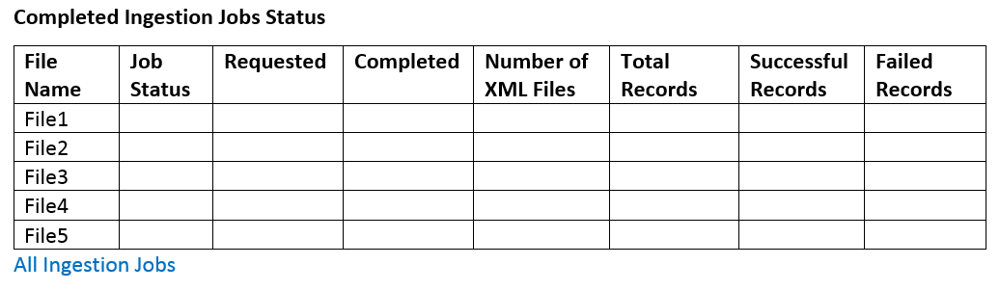 Completed Ingestion Jobs Status
File Name Job Status Requested Completed Number of XML Files Total Records Successful Records Failed Records
File1
File2
File3
File4
File5
All Ingestion Jobs